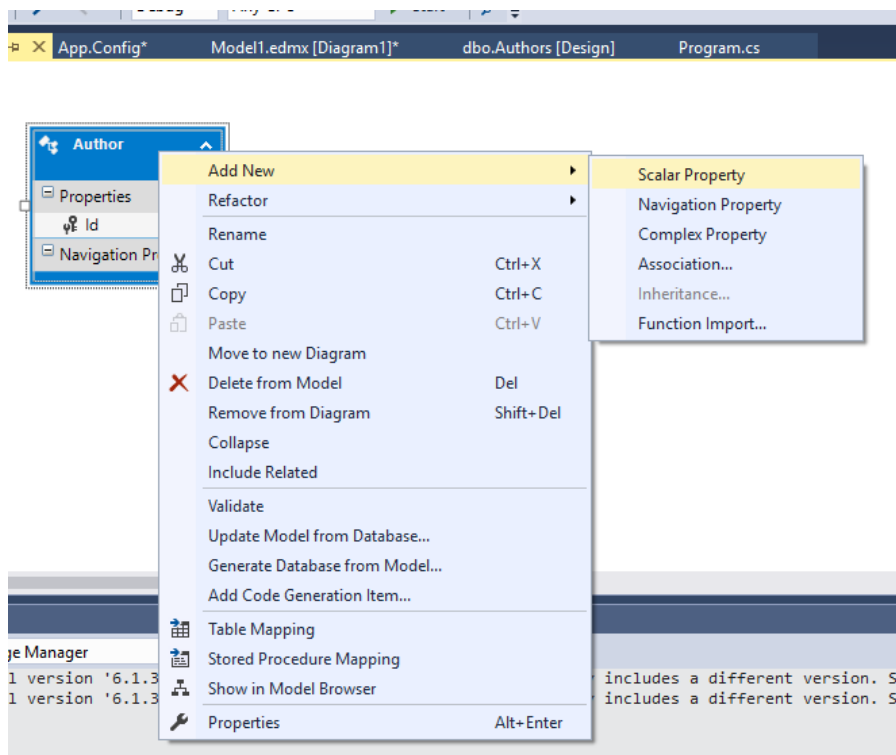 App.Config*
Model1.edmx [Diagram1]*
dbo.Authors [Design]
Program.cs
Author
Properties
Id
Navigation Pr
Add New
Refactor
Rename
Cut Ctrl+X
Copy Ctrl+C
Paste Ctrl+V
Move to new Diagram
Delete from Model Del
Remove from Diagram Shift+Del
Collapse
Include Related
Validate
Update Model from Database...
Generate Database from Model...
Add Code Generation Item...
Table Mapping
Stored Procedure Mapping
Show in Model Browser
Properties Alt+Enter
Scalar Property
Navigation Property
Complex Property
Association...
Inheritance...
Function Import...
ge Manager
l version '6.1.3 includes a different version. S
l version '6.1.3 includes a different version. S